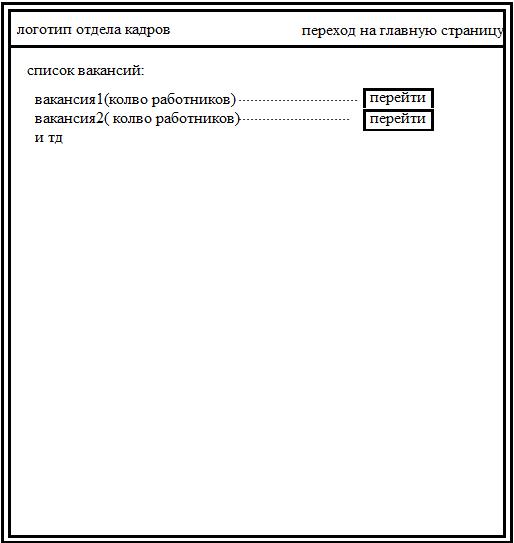 логотип отдела кадров
переход на главную страницу
список вакансий:
вакансия1(колво работников) перейти
вакансия2( колво работников) перейти
и тд